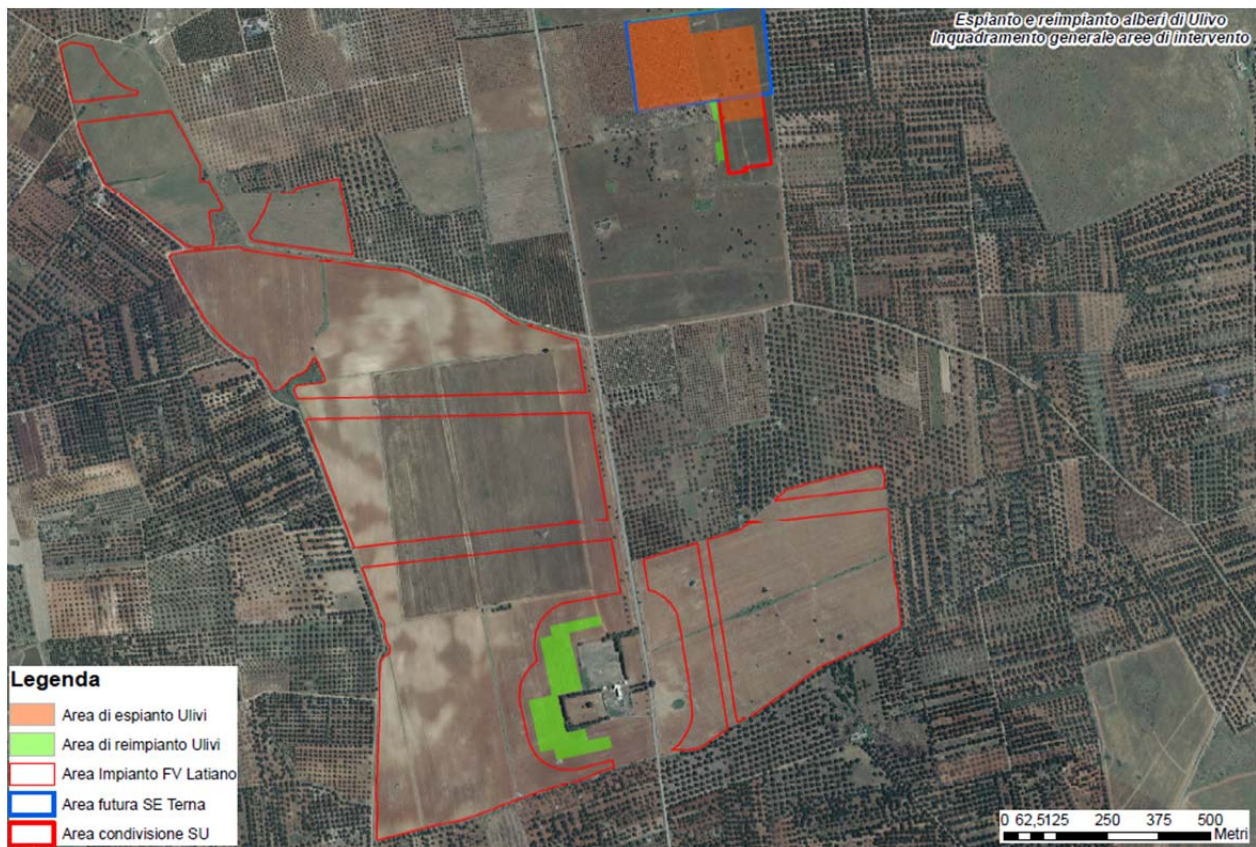 Espianto e reimpianto alberi di Ulivo
Inquadramento generale aree di intervento
Legenda
Area di espianto Ulivi
Area di reimpianto Ulivi
Area Impianto FV Latiano
Area futura SE Terna
Area condivisione SU
0 62,5125 250 375 500
Metri